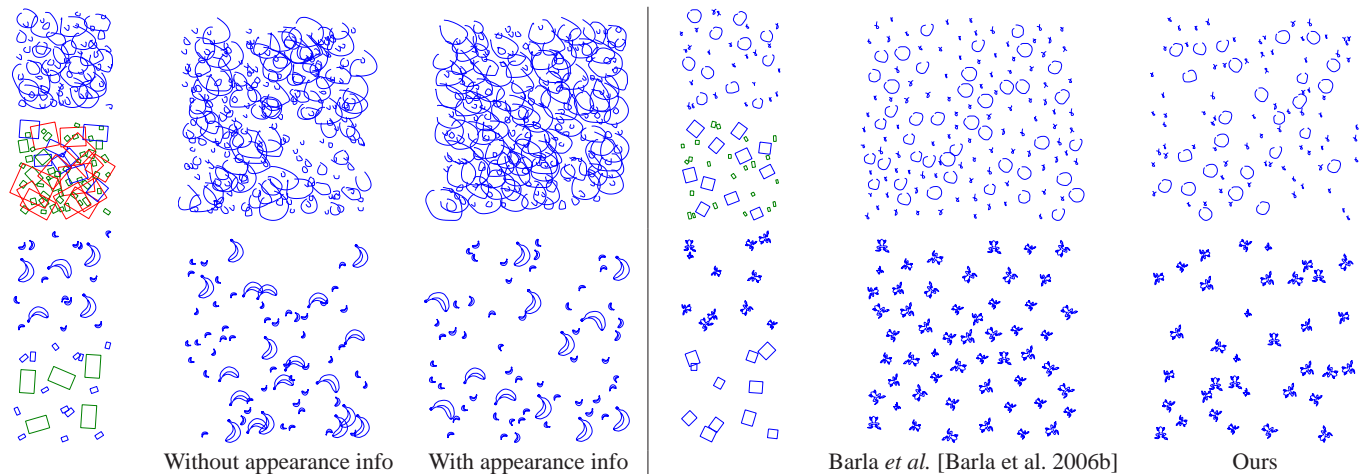 Without appearance info
With appearance info
Barla et al. [Barla et al. 2006b]
Ours